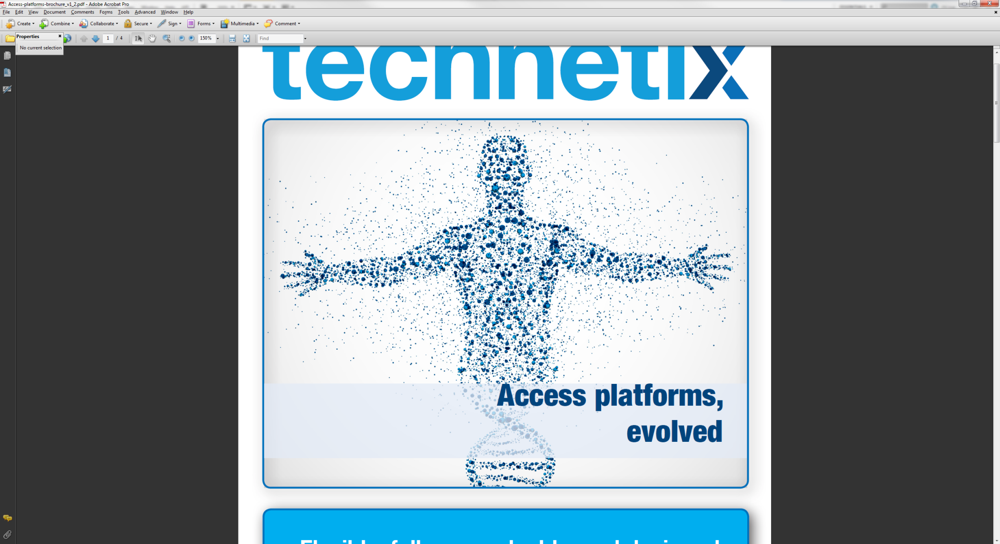 Access-platforms-brochure_v1_2.pdf - Adobe Acrobat Pro
File Edit View Document Comments Forms Tools Advanced Window Help
Create Combine Collaborate Secure Sign Forms Multimedia Comment
Properties
1 / 4 150% Find
No current selection
technetix
Access platforms,
evolved